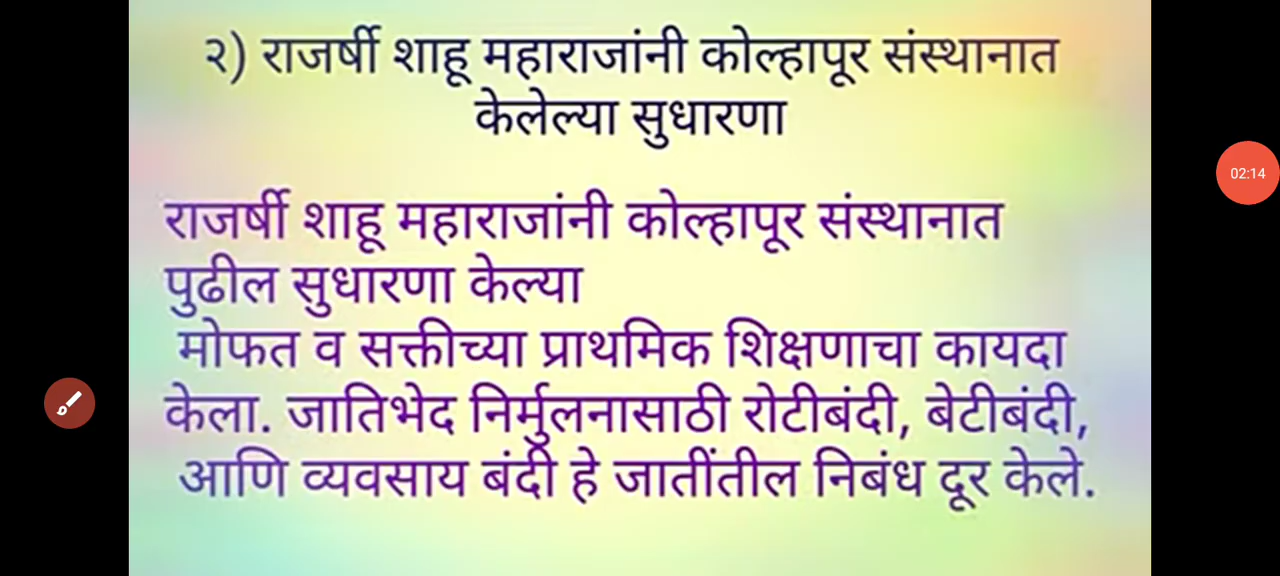 २) राजर्षी शाहू महाराजांनी कोल्हापूर संस्थानात
केलेल्या सुधारणा
राजर्षी शाहू महाराजांनी कोल्हापूर संस्थानात
पुढील सुधारणा केल्या
मोफत व सक्तीच्या प्राथमिक शिक्षणाचा कायदा
केला. जातिभेद निर्मुलनासाठी रोटीबंदी, बेटीबंदी,
आणि व्यवसाय बंदी हे जातींतील निबंध दूर केले.
02:14